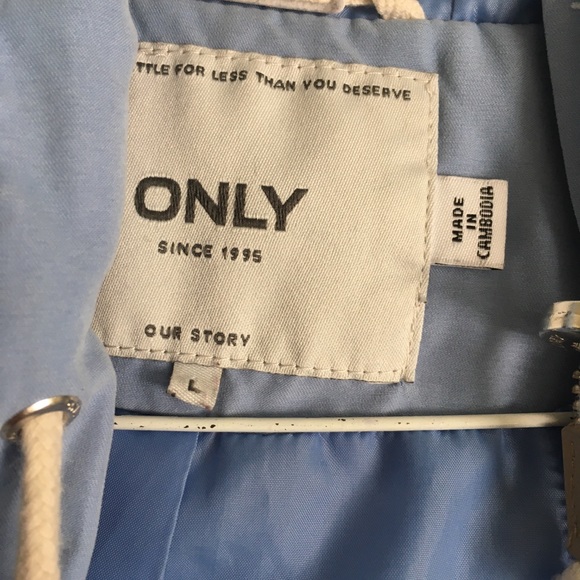 TTLE FOR LESS THAN YOU DESERVE
ONLY
SINCE 1995
OUR STORY
L
MADE
IN
CAMBODIA